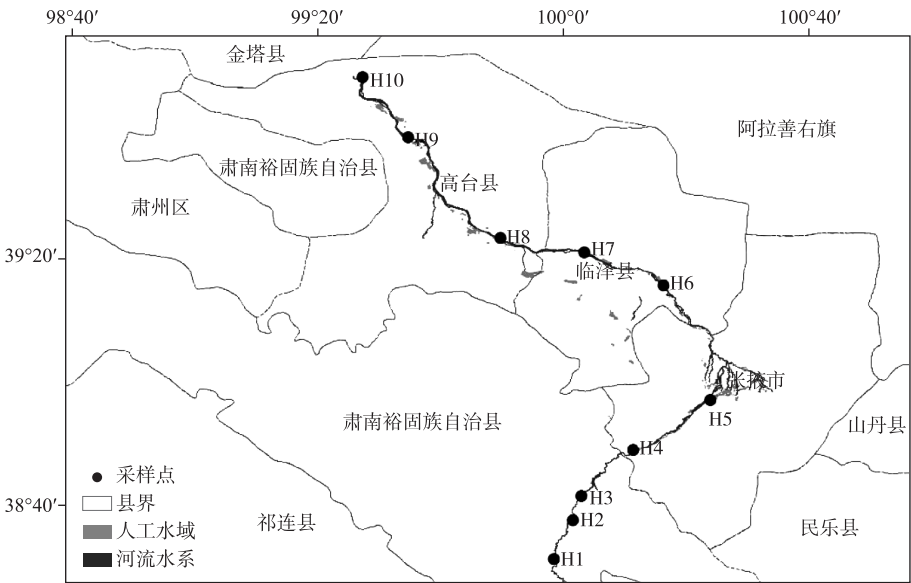 98°40′ 99°20′ 100°0′ 100°40′
金塔县
H10
阿拉善右旗
H9
肃南裕固族自治县
高台县
肃州区
H8
H7
39°20′
临泽县
H6
张掖市
H5
肃南裕固族自治县
山丹县
H4
采样点
H3
县界
38°40′
H2
祁连县
民乐县
人工水域
河流水系
H1